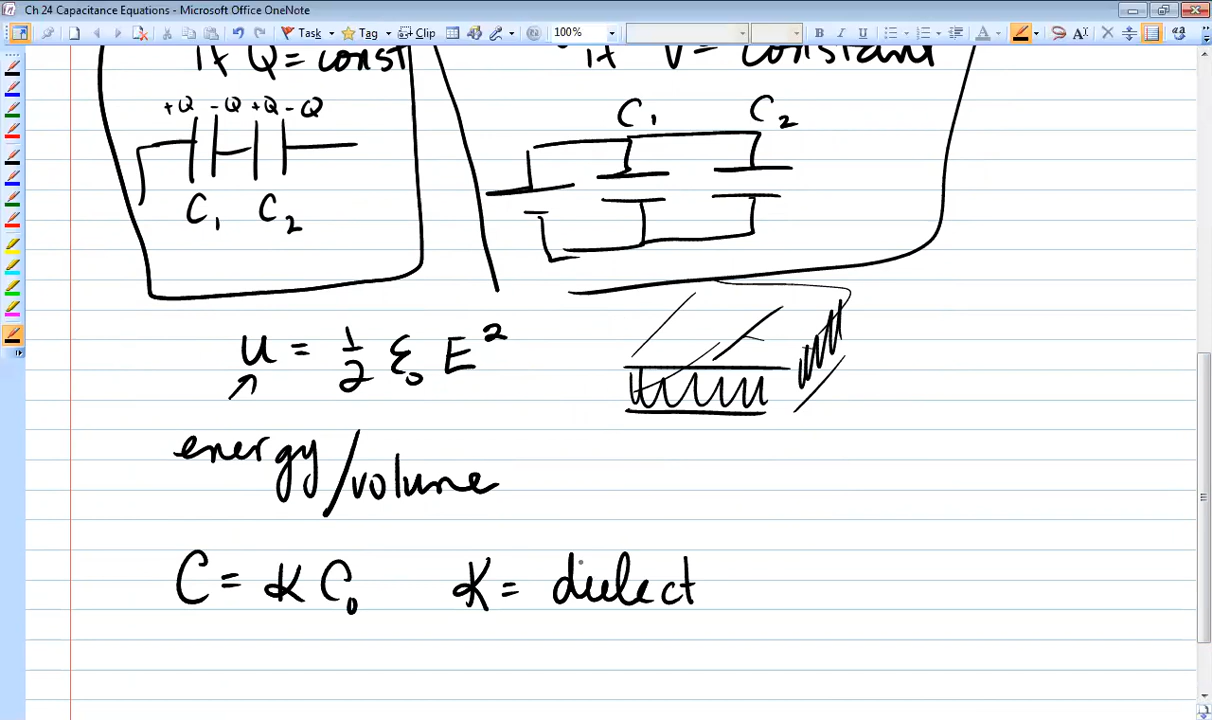 Ch 24 Capacitance Equations - Microsoft Office OneNote
Task Tag Clip 100% B I U A
if Q = const
if V = constant
+Q -Q +Q -Q
C1 C2
C1 C2
u = 1/2 ε0 E²
energy/volume
C = K C0 K = dielect